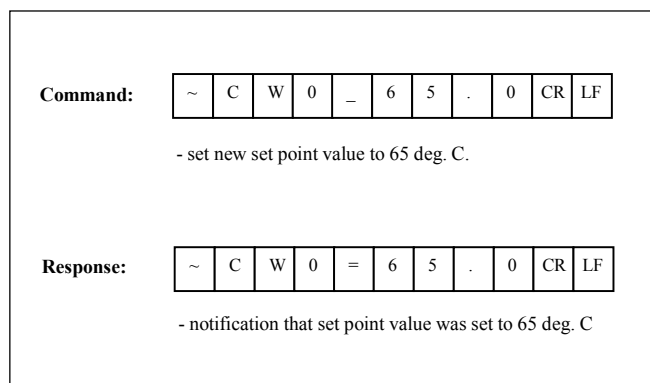 Command: ~ C W 0 _ 6 5 . 0 CR LF
- set new set point value to 65 deg. C.
Response: ~ C W 0 = 6 5 . 0 CR LF
- notification that set point value was set to 65 deg. C